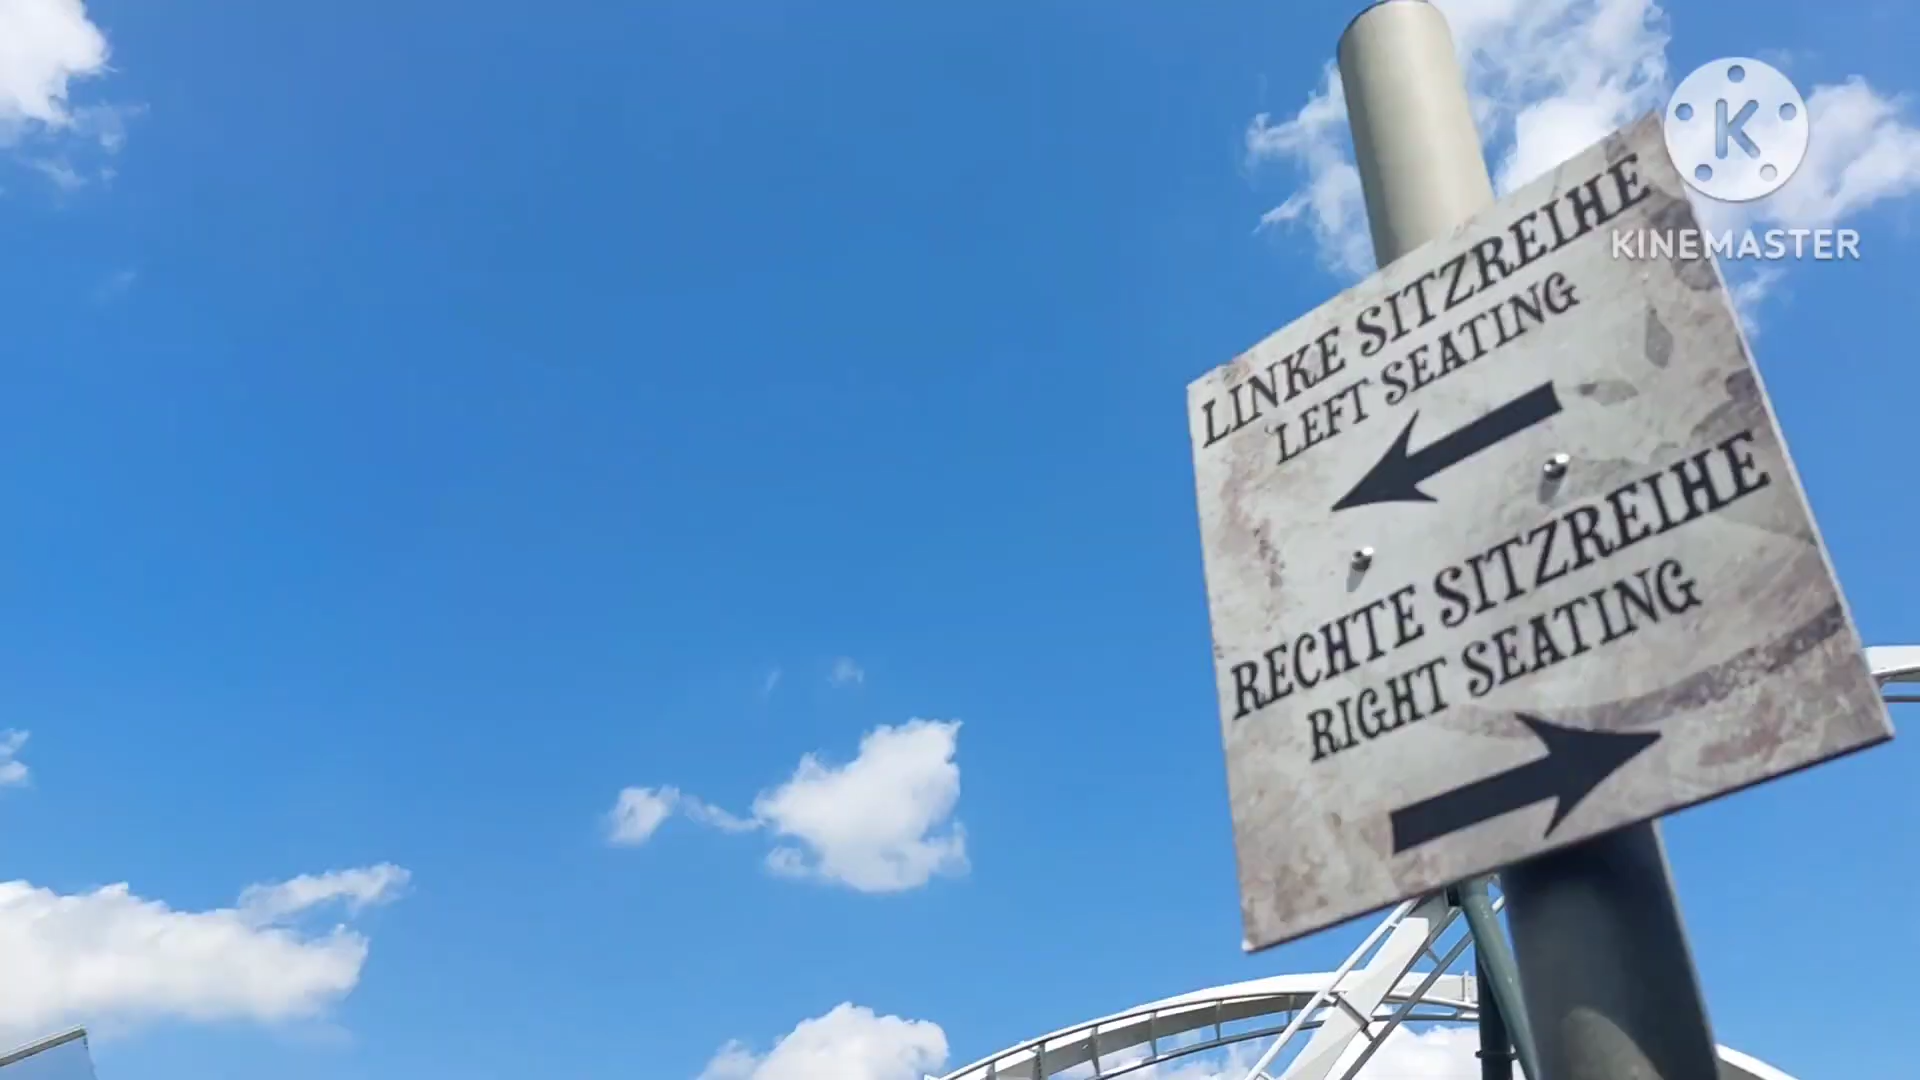 K
KINEMASTER
LINKE SITZREIHE
LEFT SEATING
RECHTE SITZREIHE
RIGHT SEATING